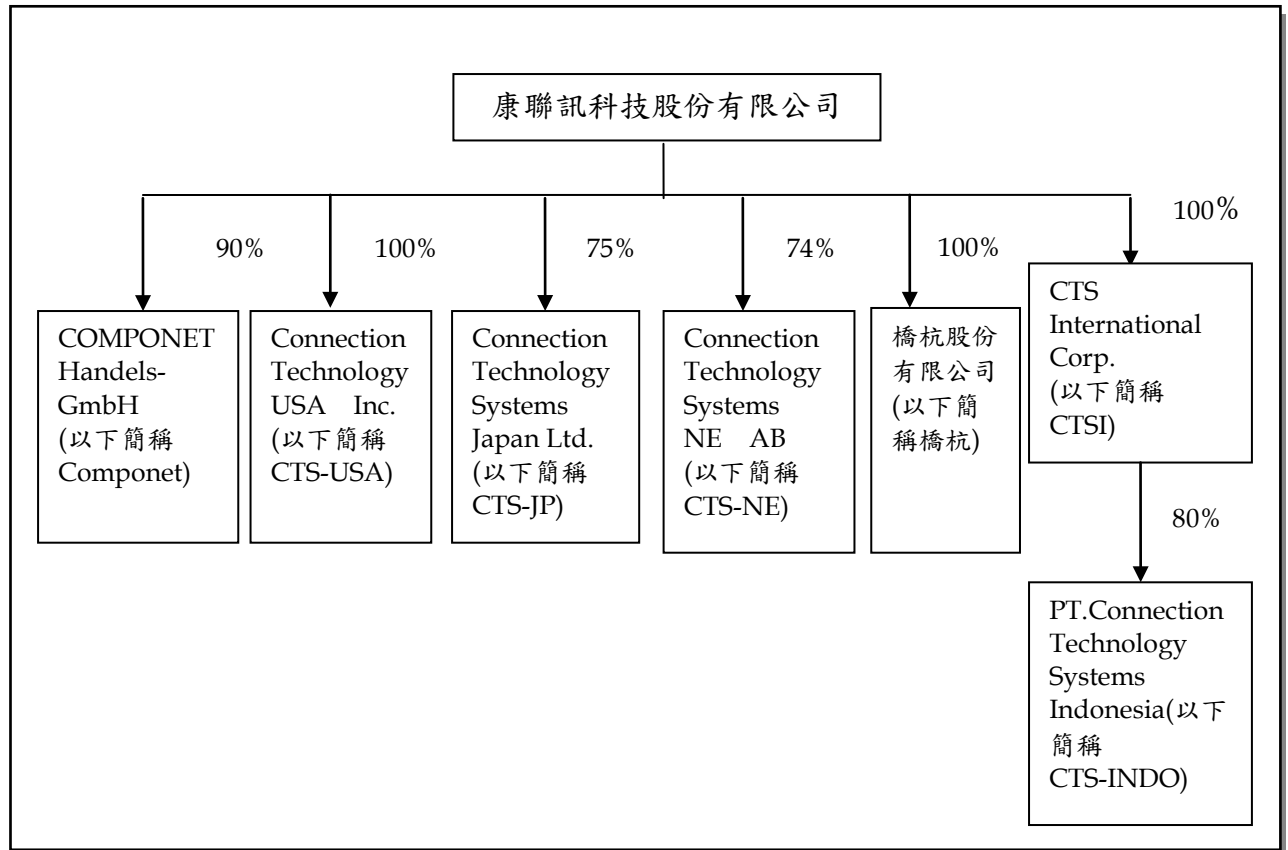 康聯訊科技股份有限公司
90%
100%
75%
74%
100%
100%
COMPONET
Handels-
GmbH
(以下簡稱
Componet)
Connection
Technology
USA Inc.
(以下簡稱
CTS-USA)
Connection
Technology
Systems
Japan Ltd.
(以下簡稱
CTS-JP)
Connection
Technology
Systems
NE AB
(以下簡稱
CTS-NE)
橋杭股份
有限公司
(以下簡
稱橋杭)
CTS
International
Corp.
(以下簡稱
CTSI)
80%
PT.Connection
Technology
Systems
Indonesia(以下
簡稱
CTS-INDO)